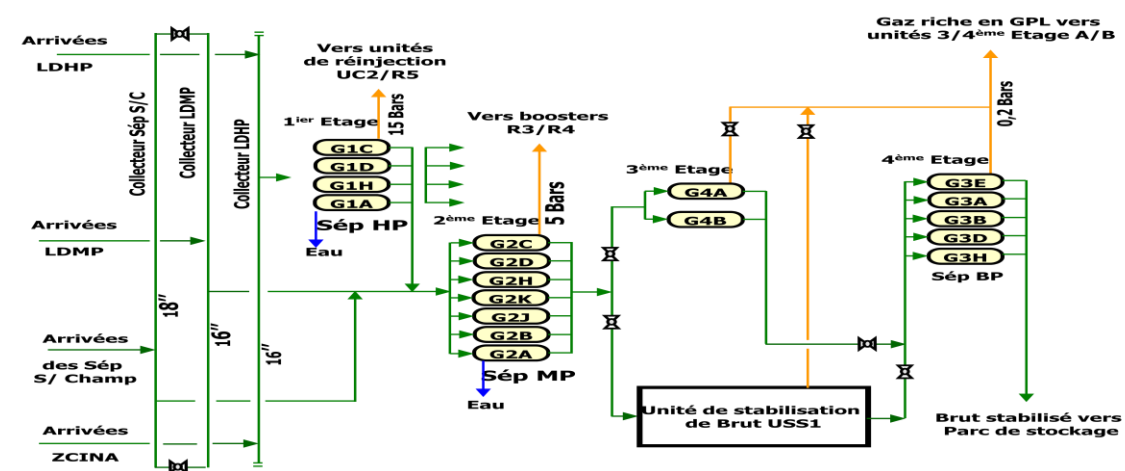 Arrivées
LDHP
Collecteur Sép S/C
Collecteur LDMP
Collecteur LDHP
Arrivées
LDMP
18’’
16’’
16’’
Arrivées
des Sép
S/ Champ
Arrivées
ZCINA
Vers unités
de réinjection
UC2/R5
15 Bars
1ier Etage
G1C
G1D
G1H
G1A
Sép HP
Eau
Vers boosters
R3/R4
5 Bars
2ème Etage
G2C
G2D
G2H
G2K
G2J
G2B
G2A
Sép MP
Eau
3ème Etage
G4A
G4B
Unité de stabilisation
de Brut USS1
Gaz riche en GPL vers
unités 3/4ème Etage A/B
0,2 Bars
4ème Etage
G3E
G3A
G3B
G3D
G3H
Sép BP
Brut stabilisé vers
Parc de stockage